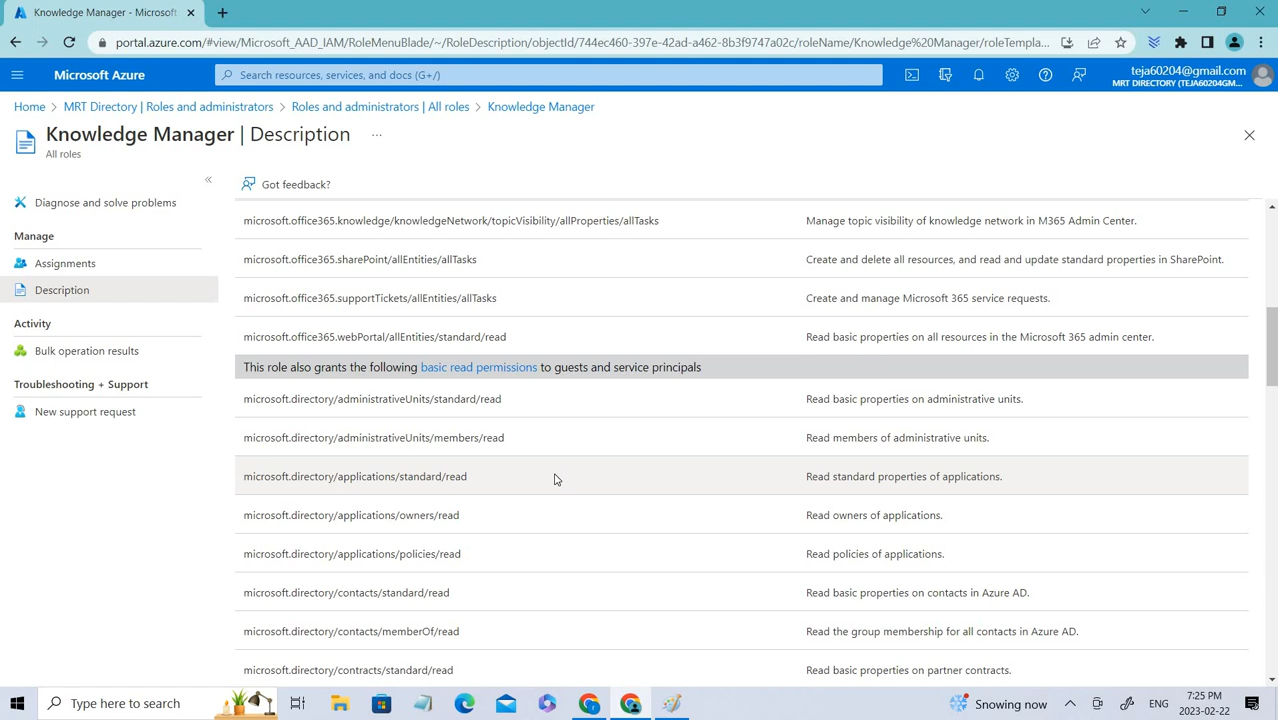 Knowledge Manager - Microsoft
portal.azure.com/#view/Microsoft_AAD_IAM/RoleMenuBlade/~/RoleDescription/objectId/744ec460-397e-42ad-a462-8b3f9747a02c/roleName/Knowledge%20Manager/roleTempla...
Microsoft Azure
Search resources, services, and docs (G+/)
teja60204@gmail.com
MRT DIRECTORY (TEJA60204GM...
Home > MRT Directory | Roles and administrators > Roles and administrators | All roles > Knowledge Manager
Knowledge Manager | Description ...
All roles
Got feedback?
Diagnose and solve problems
Manage
Assignments
Description
Activity
Bulk operation results
Troubleshooting + Support
New support request
microsoft.office365.knowledge/knowledgeNetwork/topicVisibility/allProperties/allTasks Manage topic visibility of knowledge network in M365 Admin Center.
microsoft.office365.sharePoint/allEntities/allTasks Create and delete all resources, and read and update standard properties in SharePoint.
microsoft.office365.supportTickets/allEntities/allTasks Create and manage Microsoft 365 service requests.
microsoft.office365.webPortal/allEntities/standard/read Read basic properties on all resources in the Microsoft 365 admin center.
This role also grants the following basic read permissions to guests and service principals
microsoft.directory/administrativeUnits/standard/read Read basic properties on administrative units.
microsoft.directory/administrativeUnits/members/read Read members of administrative units.
microsoft.directory/applications/standard/read Read standard properties of applications.
microsoft.directory/applications/owners/read Read owners of applications.
microsoft.directory/applications/policies/read Read policies of applications.
microsoft.directory/contacts/standard/read Read basic properties on contacts in Azure AD.
microsoft.directory/contacts/memberOf/read Read the group membership for all contacts in Azure AD.
microsoft.directory/contracts/standard/read Read basic properties on partner contracts.
Type here to search
Snowing now
ENG
7:25 PM
2023-02-22